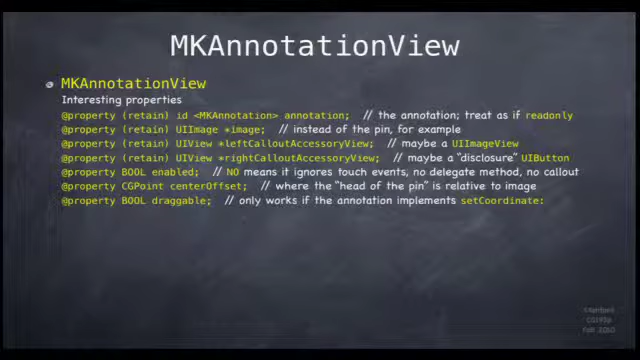 MKAnnotationView
MKAnnotationView
Interesting properties
@property (retain) id <MKAnnotation> annotation; // the annotation; treat as if readonly
@property (retain) UIImage *image; // instead of the pin, for example
@property (retain) UIView *leftCalloutAccessoryView; // maybe a UIImageView
@property (retain) UIView *rightCalloutAccessoryView; // maybe a “disclosure” UIButton
@property BOOL enabled; // NO means it ignores touch events, no delegate method, no callout
@property CGPoint centerOffset; // where the “head of the pin” is relative to image
@property BOOL draggable; // only works if the annotation implements setCoordinate:
Stanford
CS193p
Fall 2010